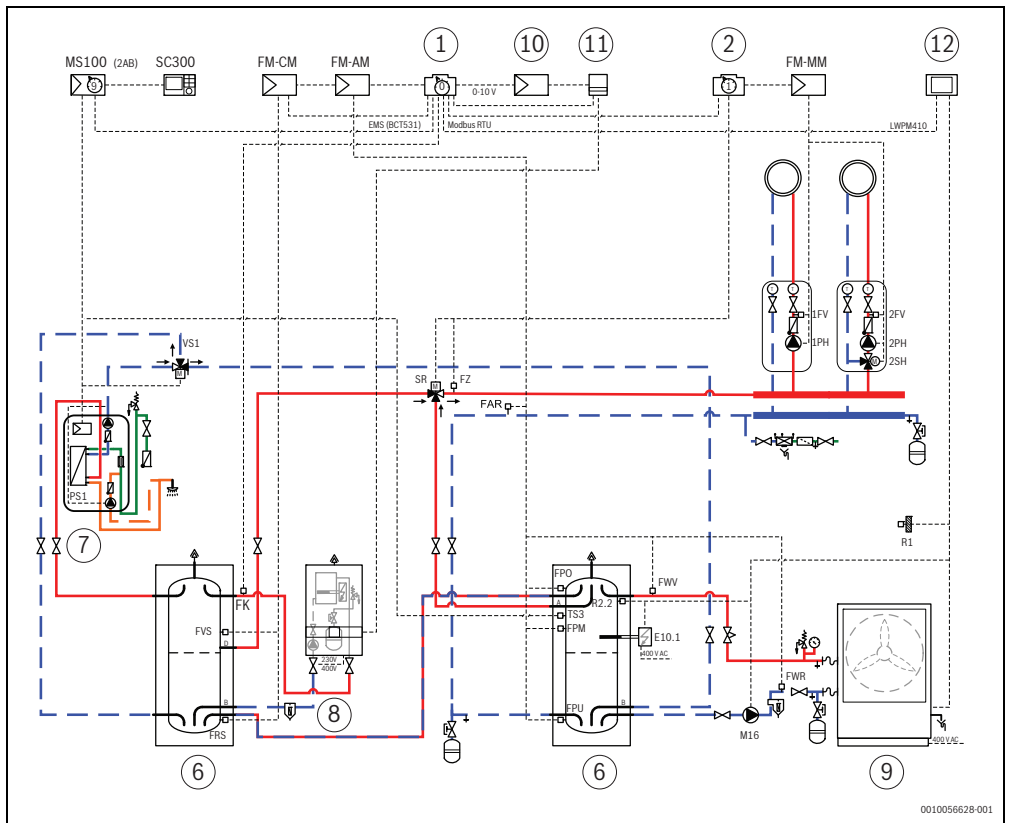 1
10
11
2
12
MS100 (2AB)
SC300
FM-CM
FM-AM
FM-MM
9
0
0-10 V
1
EMS (BCT531)
Modbus RTU
LWPM410
T
T
T
T
1FV
2FV
1PH
2PH
M
2SH
VS1
M
SR
M
FZ
FAR
PS1
7
R1
FK
FPO
FWV
A
R2.2
TS3
FVS
FPM
E10.1
D
400 V AC
230V
400V
FWR
B
B
FRS
8
FPU
M16
400 V AC
6
6
9
0010056628-001